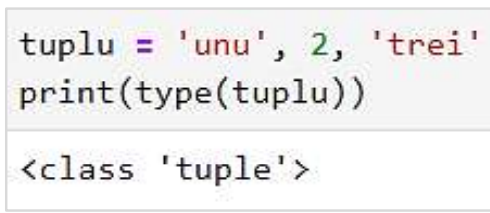 tuplu = 'unu', 2, 'trei'
print(type(tuplu))
<class 'tuple'>